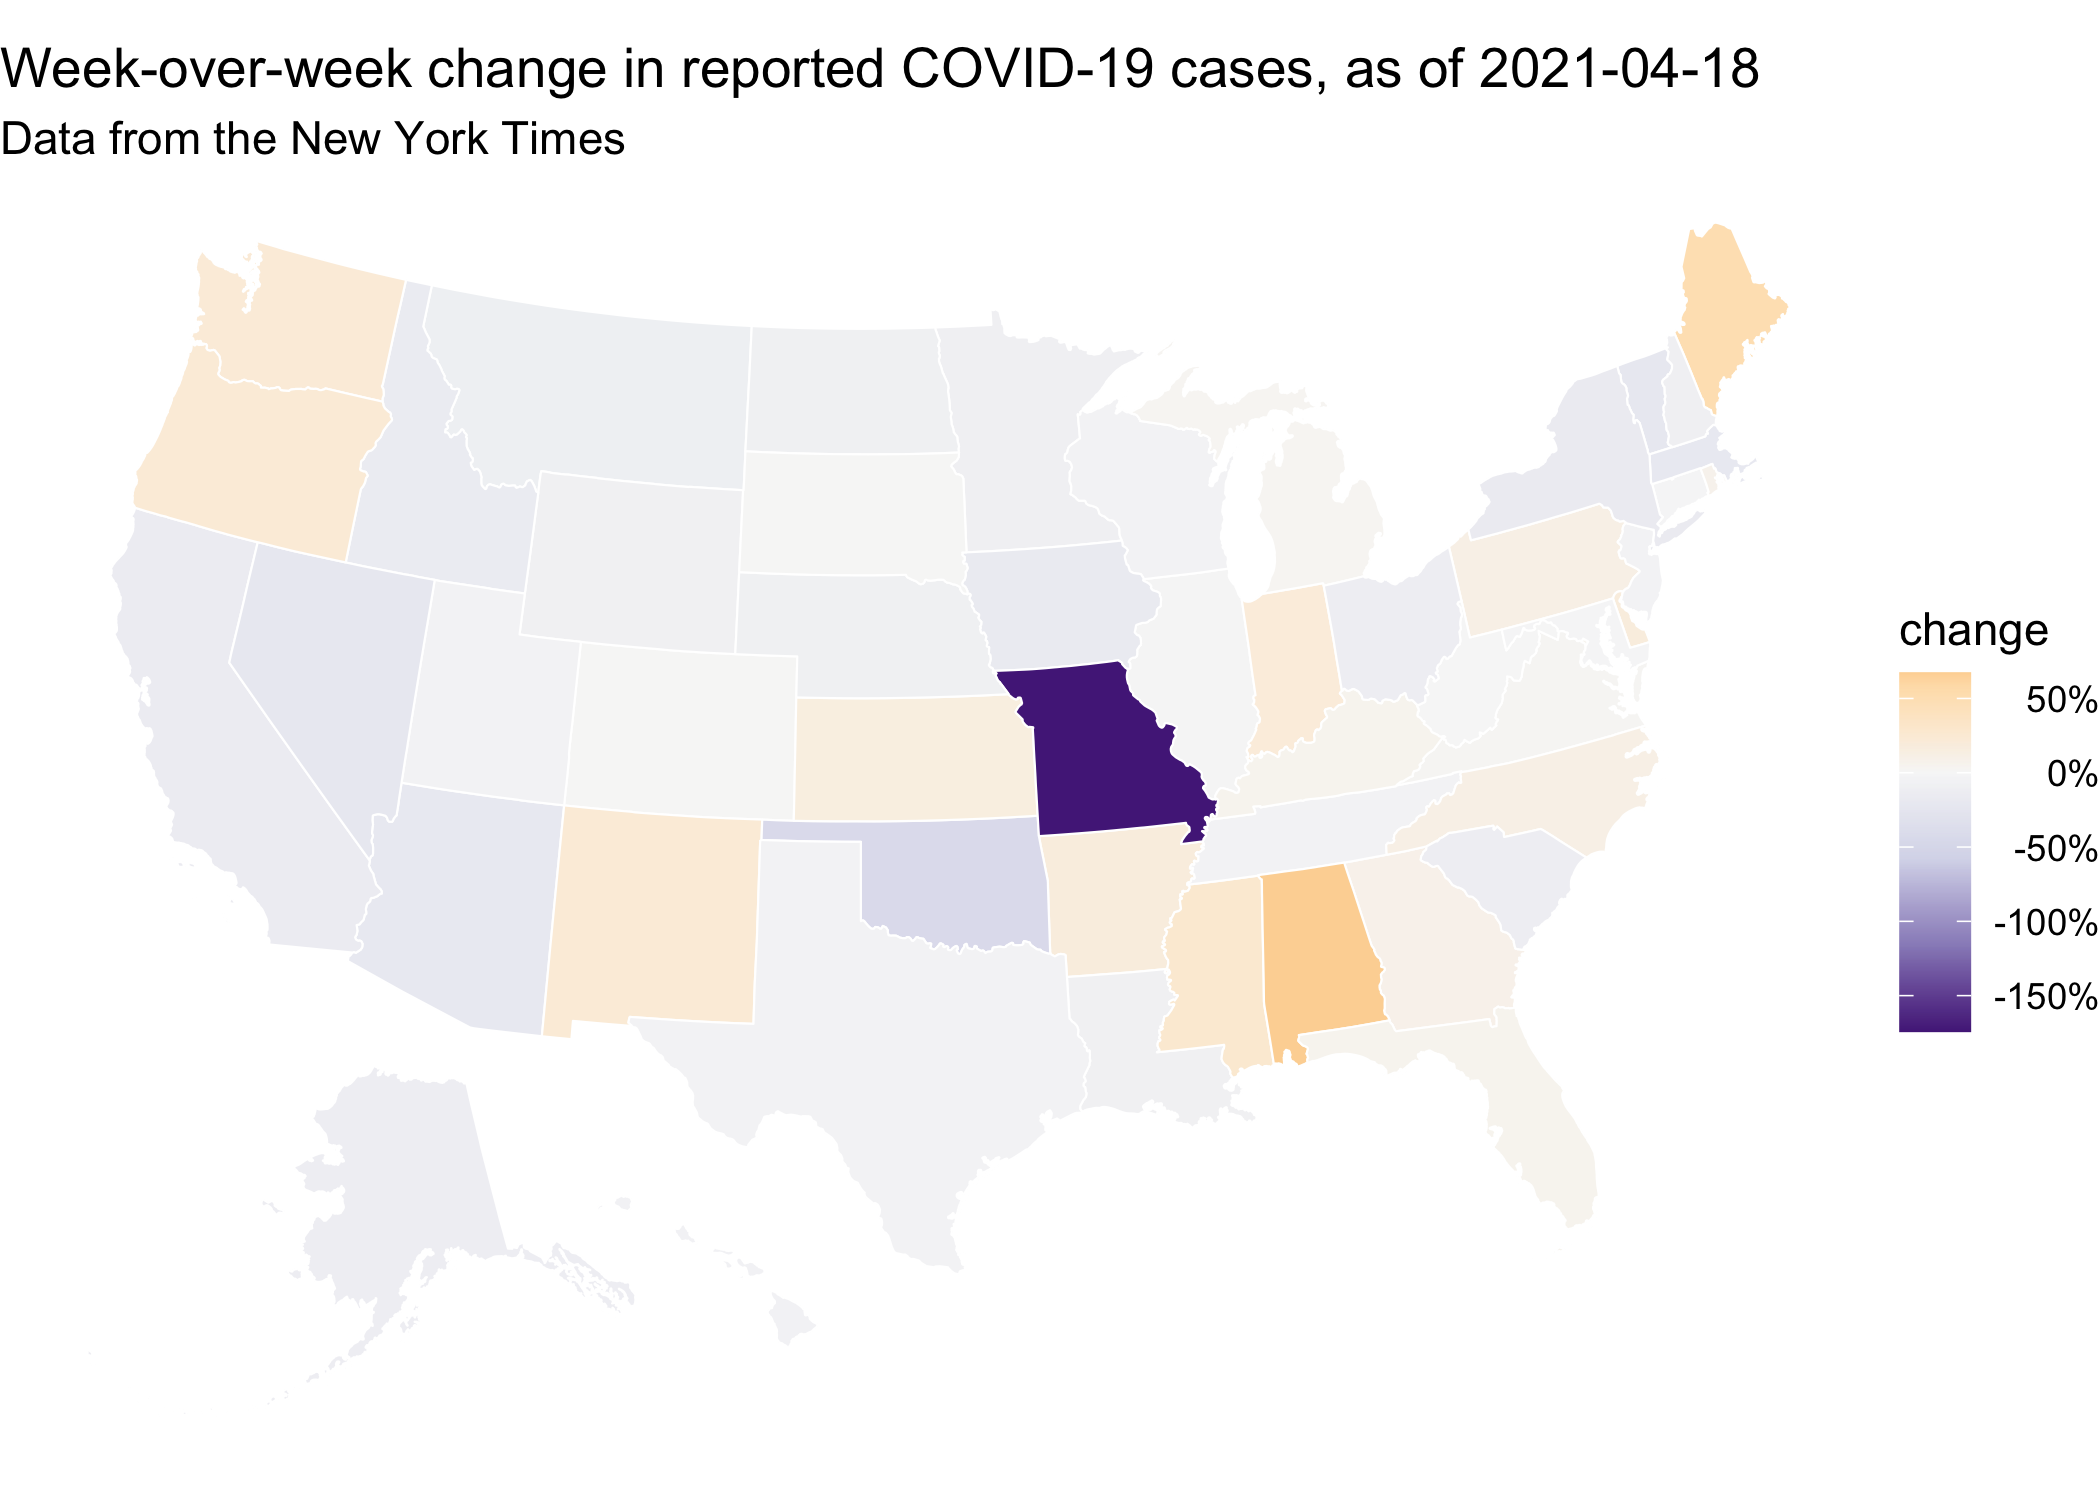 Week-over-week change in reported COVID-19 cases, as of 2021-04-18
Data from the New York Times
change
50%
0%
-50%
-100%
-150%